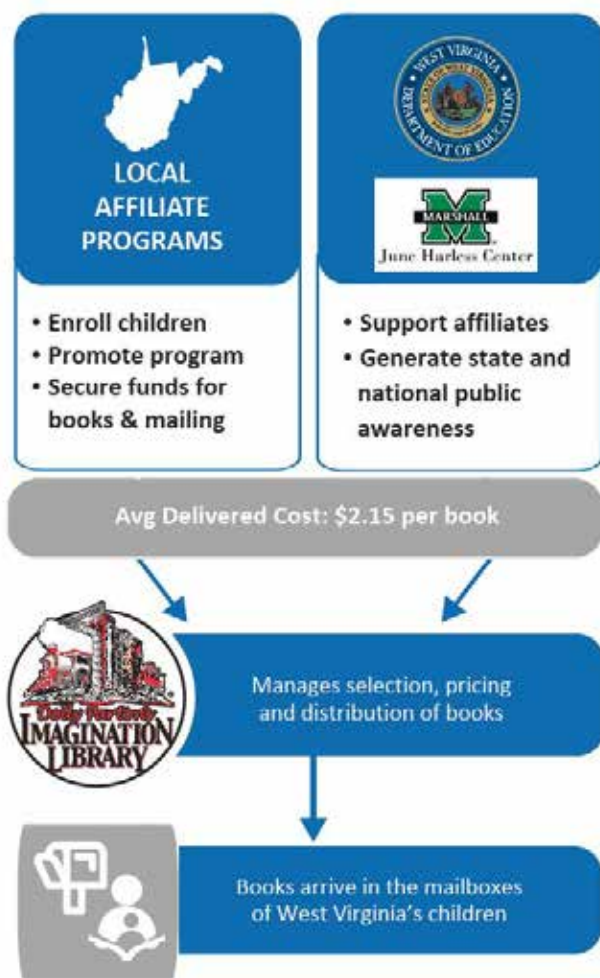 LOCAL
AFFILIATE
PROGRAMS
• Enroll children
• Promote program
• Secure funds for
books & mailing
WEST VIRGINIA
DEPARTMENT OF EDUCATION
MARSHALL
June Harless Center
• Support affiliates
• Generate state and
national public
awareness
Avg Delivered Cost: $2.15 per book
Dolly Parton's
IMAGINATION
LIBRARY
Manages selection, pricing
and distribution of books
Books arrive in the mailboxes
of West Virginia's children